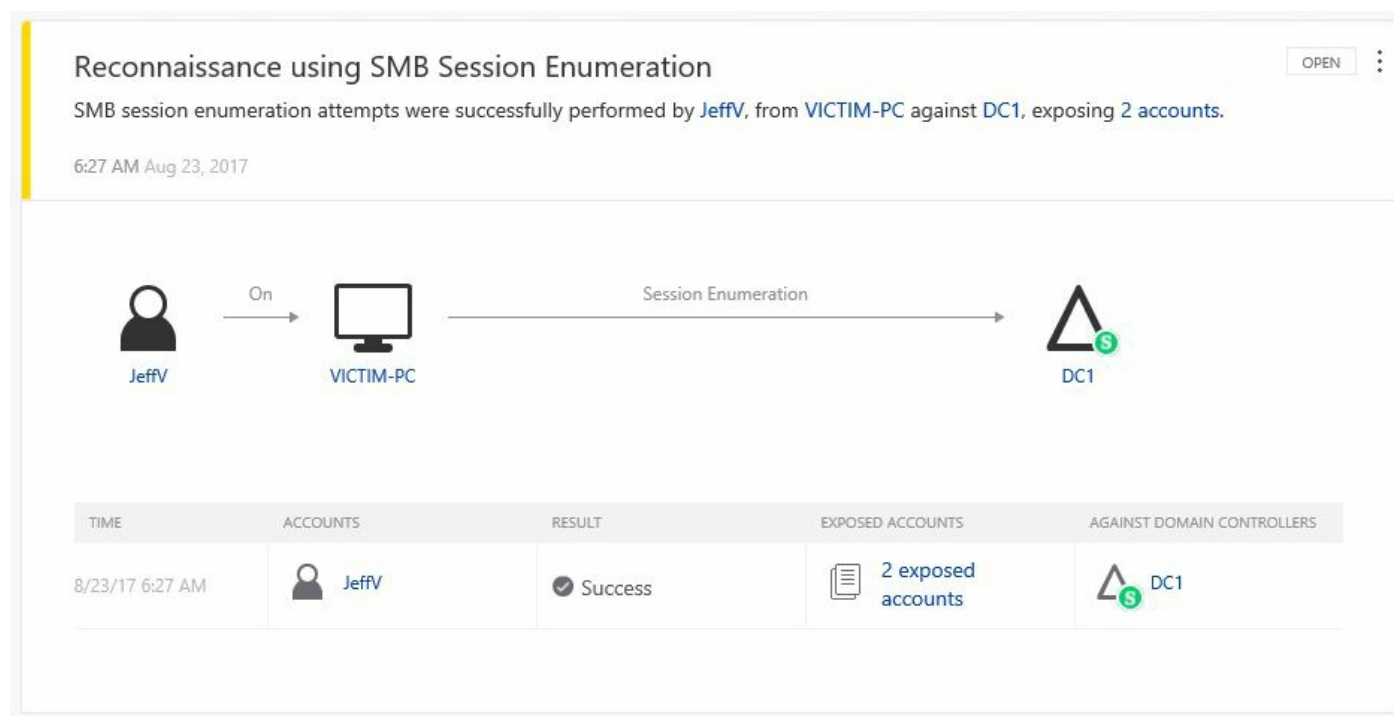 Reconnaissance using SMB Session Enumeration
OPEN
SMB session enumeration attempts were successfully performed by JeffV, from VICTIM-PC against DC1, exposing 2 accounts.
6:27 AM Aug 23, 2017
On
Session Enumeration
S
JeffV
VICTIM-PC
DC1
TIME
ACCOUNTS
RESULT
EXPOSED ACCOUNTS
AGAINST DOMAIN CONTROLLERS
8/23/17 6:27 AM
JeffV
Success
2 exposed
accounts
S
DC1